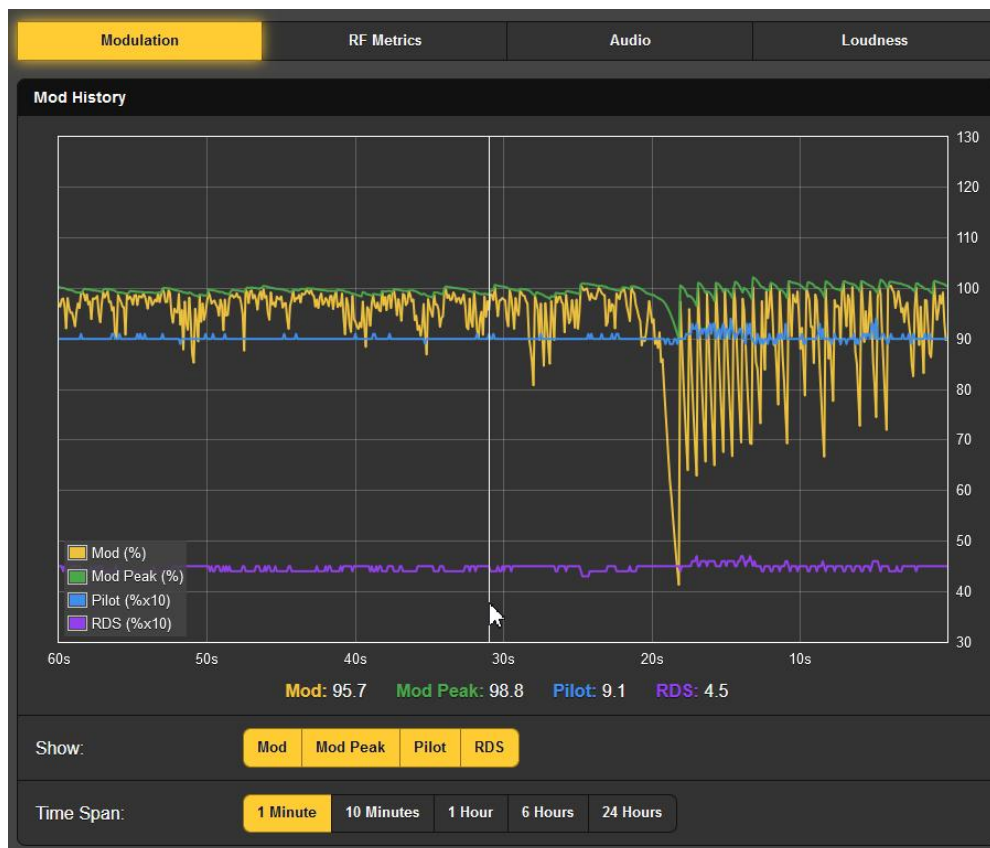 Modulation RF Metrics Audio Loudness
Mod History
130
120
110
100
90
80
70
60
50
40
30
Mod (%)
Mod Peak (%)
Pilot (%x10)
RDS (%x10)
60s 50s 40s 30s 20s 10s
Mod: 95.7 Mod Peak: 98.8 Pilot: 9.1 RDS: 4.5
Show: Mod Mod Peak Pilot RDS
Time Span: 1 Minute 10 Minutes 1 Hour 6 Hours 24 Hours